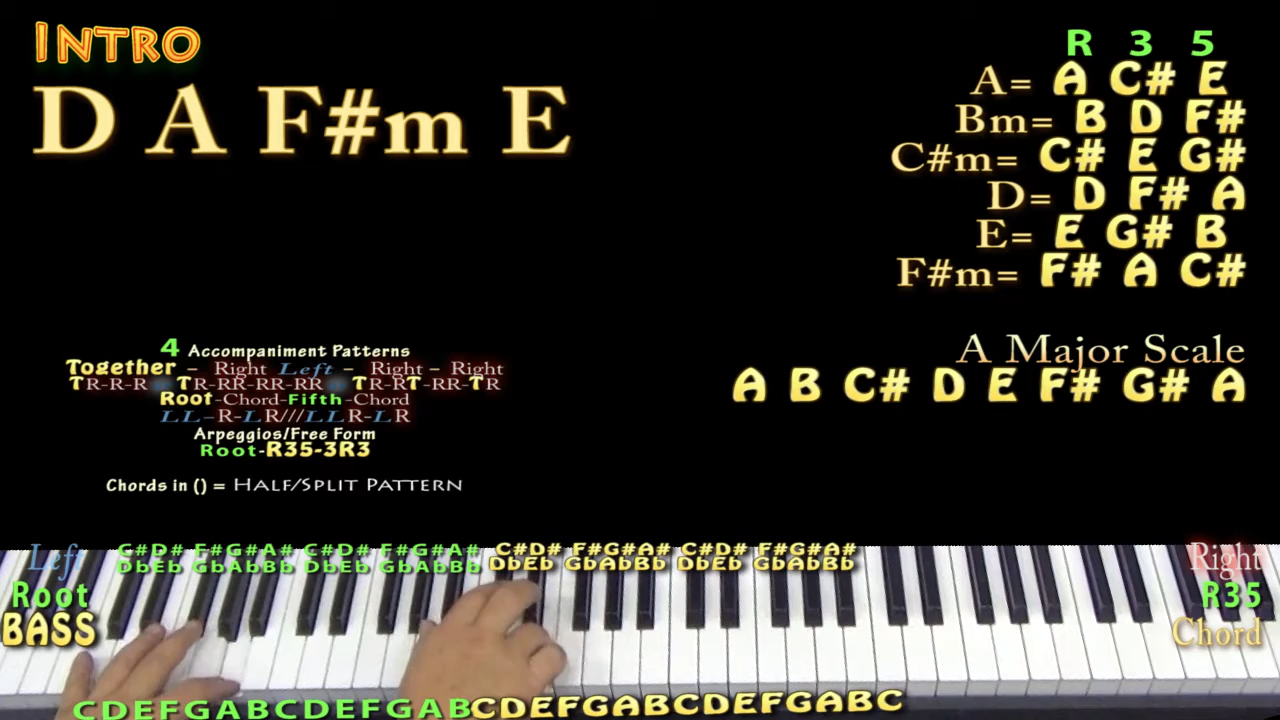 INTRO
D A F#m E
R 3 5
A= A C# E
Bm= B D F#
C#m= C# E G#
D= D F# A
E= E G# B
F#m= F# A C#
A Major Scale
A B C# D E F# G# A
4 Accompaniment Patterns
Together - Right Left - Right - Right
TR-R-R TR-RR-RR-RR TR-RT-RR-TR
Root-Chord-Fifth-Chord
LL-R-LR///LLR-LR
Arpeggios/Free Form
Root-R35-3R3
Chords in () = HALF/SPLIT PATTERN
Left
Root
BASS
C#D# F#G#A# C#D# F#G#A# C#D# F#G#A# C#D# F#G#A#
DbEb GbAbBb DbEb GbAbBb DbEb GbAbBb DbEb GbAbBb
Right
R35
Chord
CDEFGABCDEFGABCDEFGABCDEFGABC